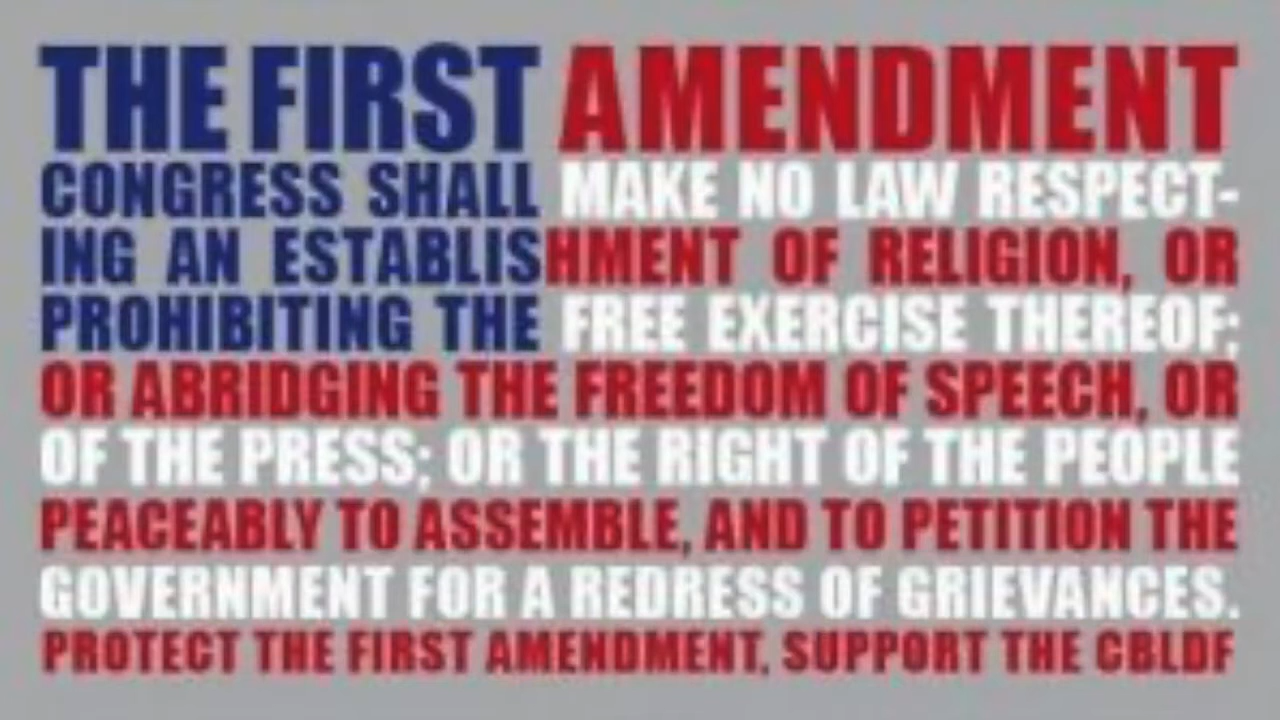 THE FIRST AMENDMENT
CONGRESS SHALL MAKE NO LAW RESPECT-
ING AN ESTABLISHMENT OF RELIGION, OR
PROHIBITING THE FREE EXERCISE THEREOF;
OR ABRIDGING THE FREEDOM OF SPEECH, OR
OF THE PRESS; OR THE RIGHT OF THE PEOPLE
PEACEABLY TO ASSEMBLE, AND TO PETITION THE
GOVERNMENT FOR A REDRESS OF GRIEVANCES.
PROTECT THE FIRST AMENDMENT, SUPPORT THE CBLDF